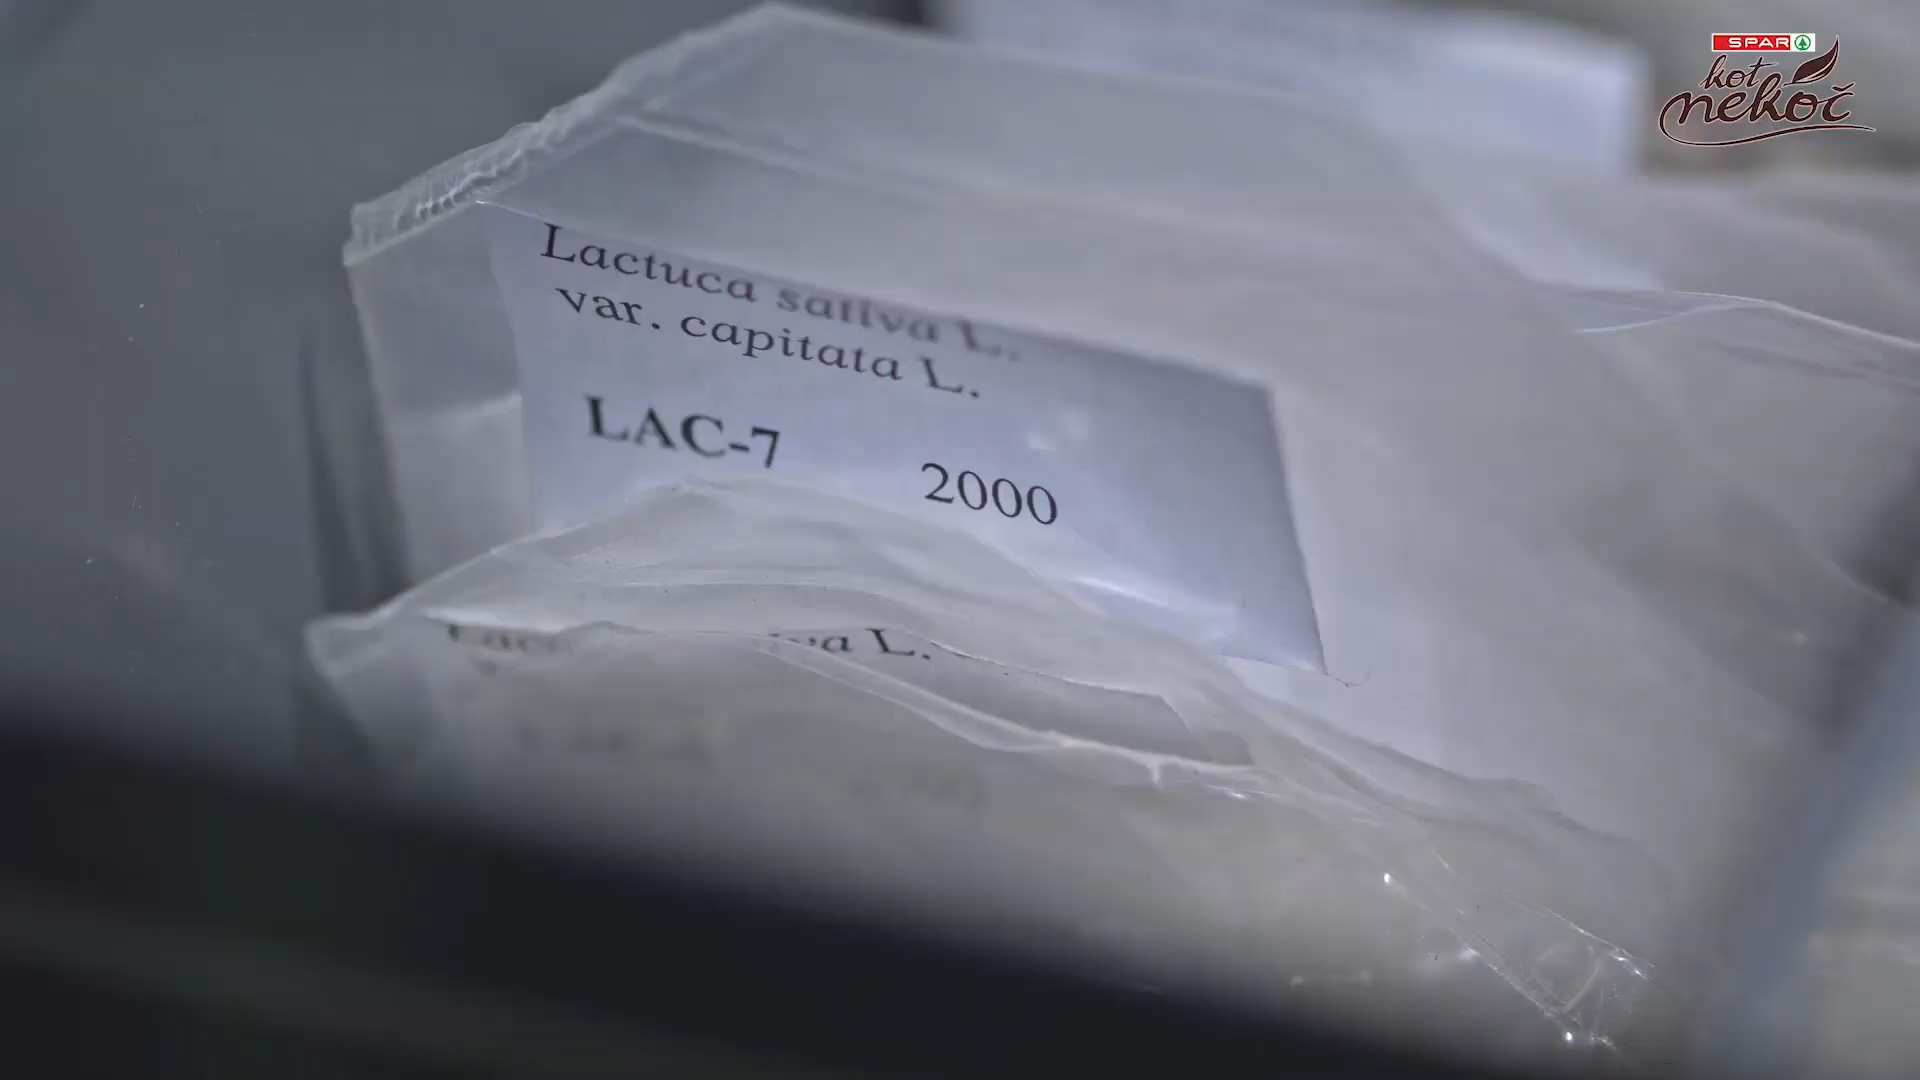 SPAR
kot
nekoč
Lactuca sativa L.
var. capitata L.
LAC-7 2000
L.